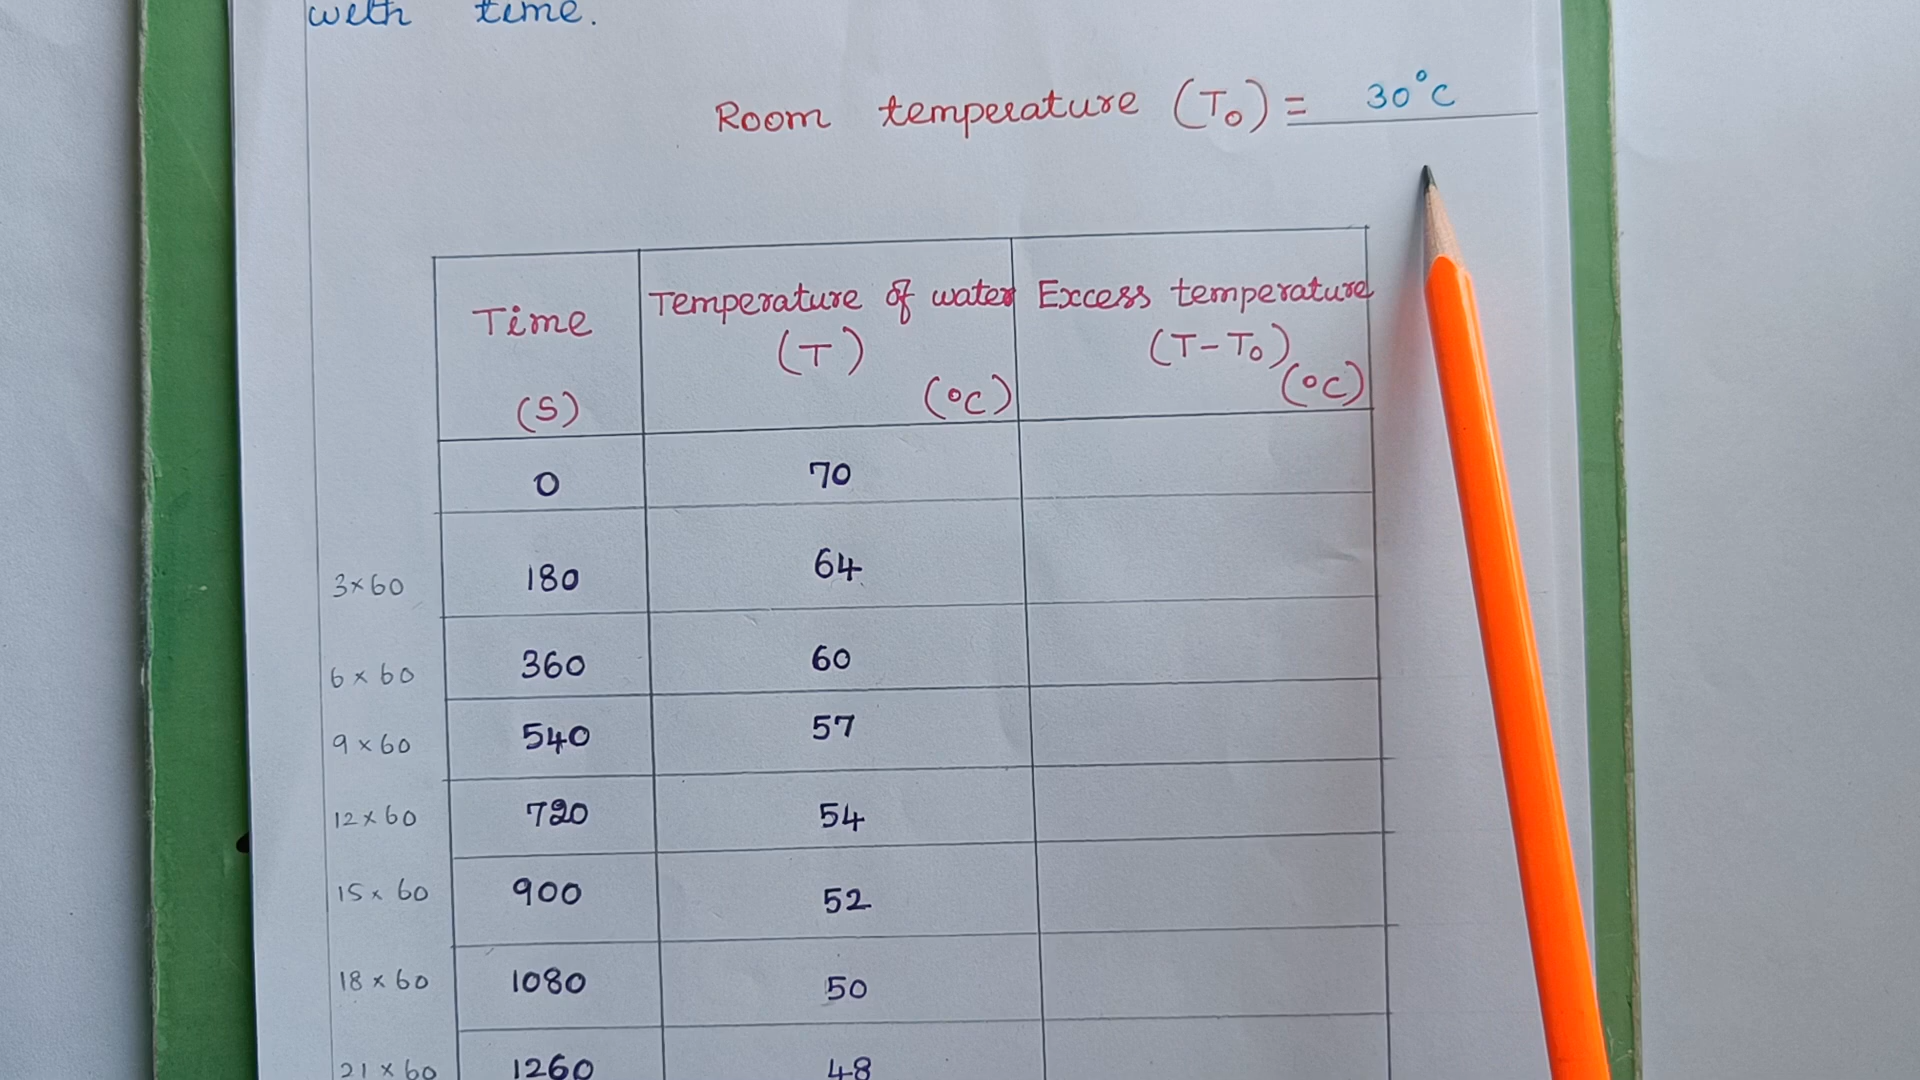 with time.
Room temperature (T₀) = 30°C
Time (S) Temperature of water (T) (°C) Excess temperature (T-T₀) (°C)
0 70
3×60 180 64
6×60 360 60
9×60 540 57
12×60 720 54
15×60 900 52
18×60 1080 50
21×60 1260 48